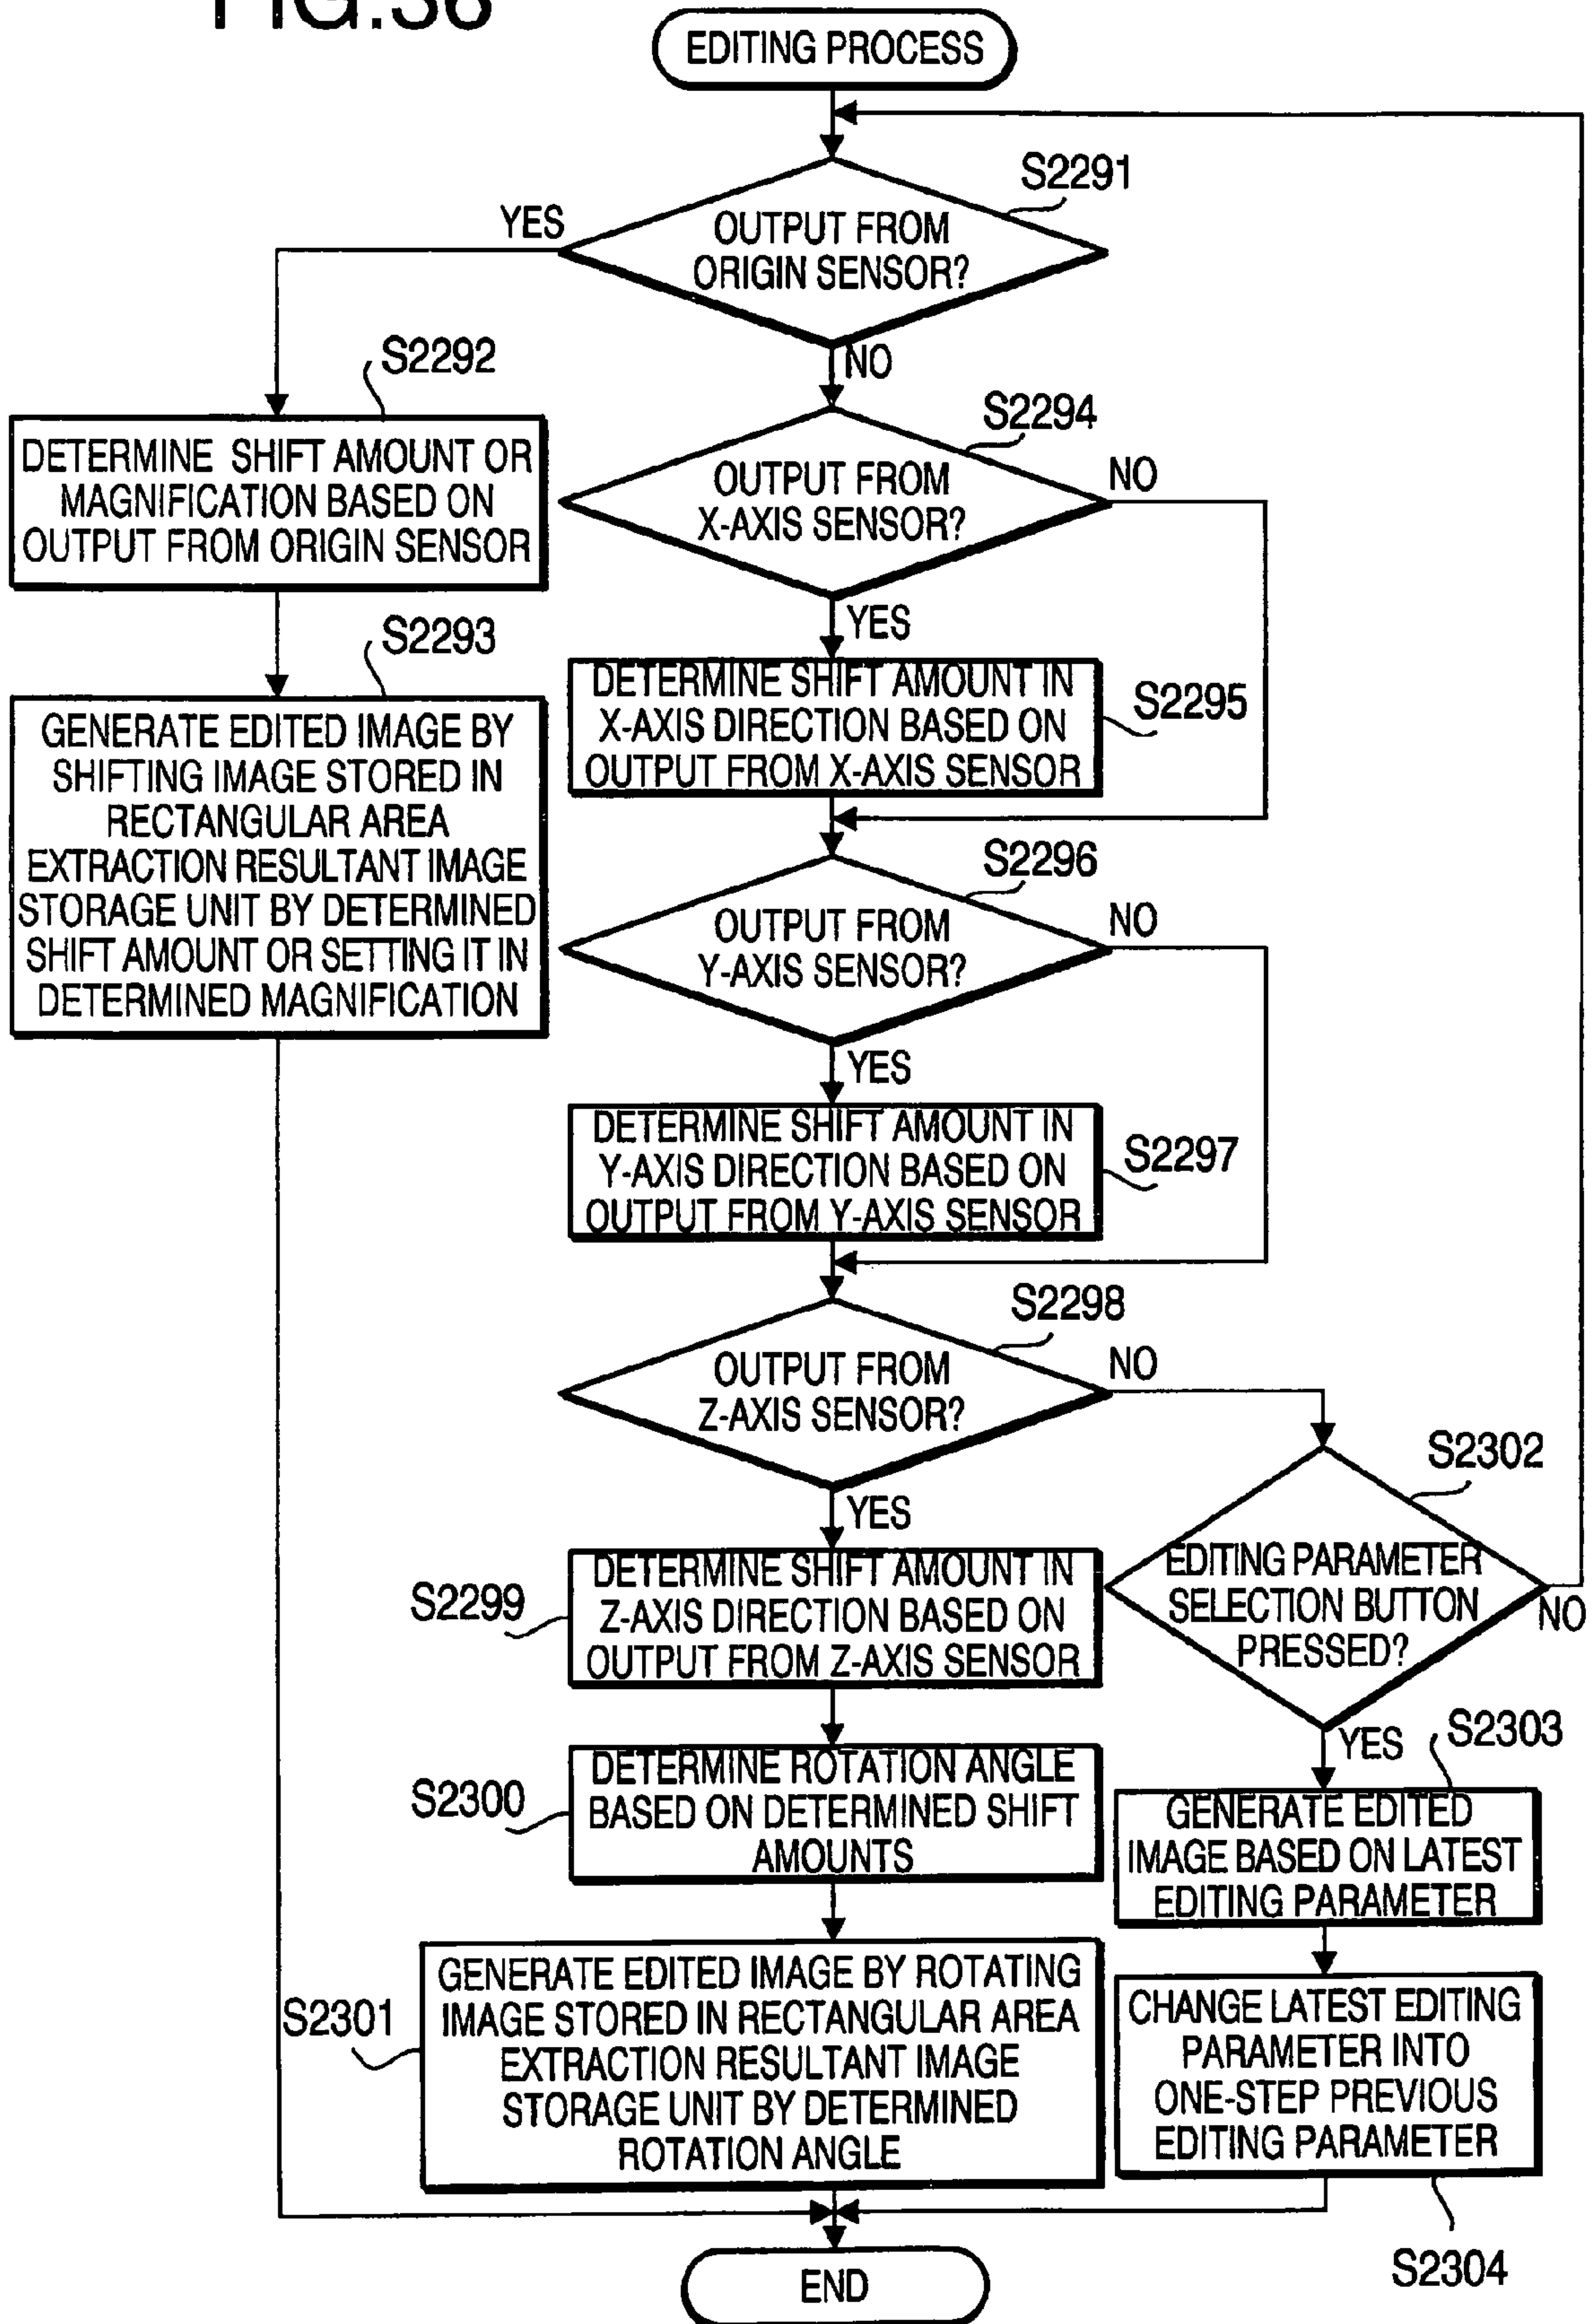 FIG.38
EDITING PROCESS
S2291
YES
OUTPUT FROM
ORIGIN SENSOR?
NO
S2292
DETERMINE SHIFT AMOUNT OR
MAGNIFICATION BASED ON
OUTPUT FROM ORIGIN SENSOR
S2293
GENERATE EDITED IMAGE BY
SHIFTING IMAGE STORED IN
RECTANGULAR AREA
EXTRACTION RESULTANT IMAGE
STORAGE UNIT BY DETERMINED
SHIFT AMOUNT OR SETTING IT IN
DETERMINED MAGNIFICATION
S2294
OUTPUT FROM
X-AXIS SENSOR?
NO
YES
DETERMINE SHIFT AMOUNT IN
X-AXIS DIRECTION BASED ON
OUTPUT FROM X-AXIS SENSOR
S2295
S2296
OUTPUT FROM
Y-AXIS SENSOR?
NO
YES
DETERMINE SHIFT AMOUNT IN
Y-AXIS DIRECTION BASED ON
OUTPUT FROM Y-AXIS SENSOR
S2297
S2298
OUTPUT FROM
Z-AXIS SENSOR?
NO
YES
S2299
DETERMINE SHIFT AMOUNT IN
Z-AXIS DIRECTION BASED ON
OUTPUT FROM Z-AXIS SENSOR
S2300
DETERMINE ROTATION ANGLE
BASED ON DETERMINED SHIFT
AMOUNTS
S2301
GENERATE EDITED IMAGE BY ROTATING
IMAGE STORED IN RECTANGULAR AREA
EXTRACTION RESULTANT IMAGE
STORAGE UNIT BY DETERMINED
ROTATION ANGLE
S2302
EDITING PARAMETER
SELECTION BUTTON
PRESSED?
NO
YES
S2303
GENERATE EDITED
IMAGE BASED ON LATEST
EDITING PARAMETER
CHANGE LATEST EDITING
PARAMETER INTO
ONE-STEP PREVIOUS
EDITING PARAMETER
S2304
END